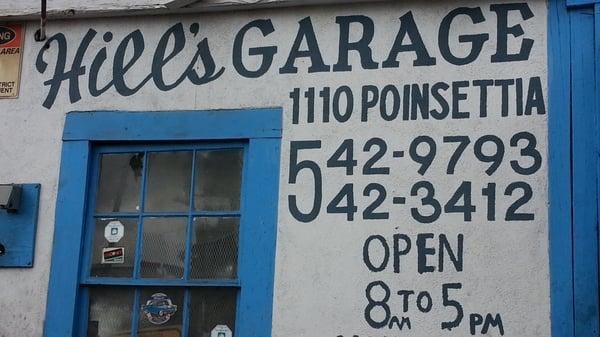 Hill's GARAGE
1110 POINSETTIA
542-9793
542-3412
OPEN
8AM TO 5PM